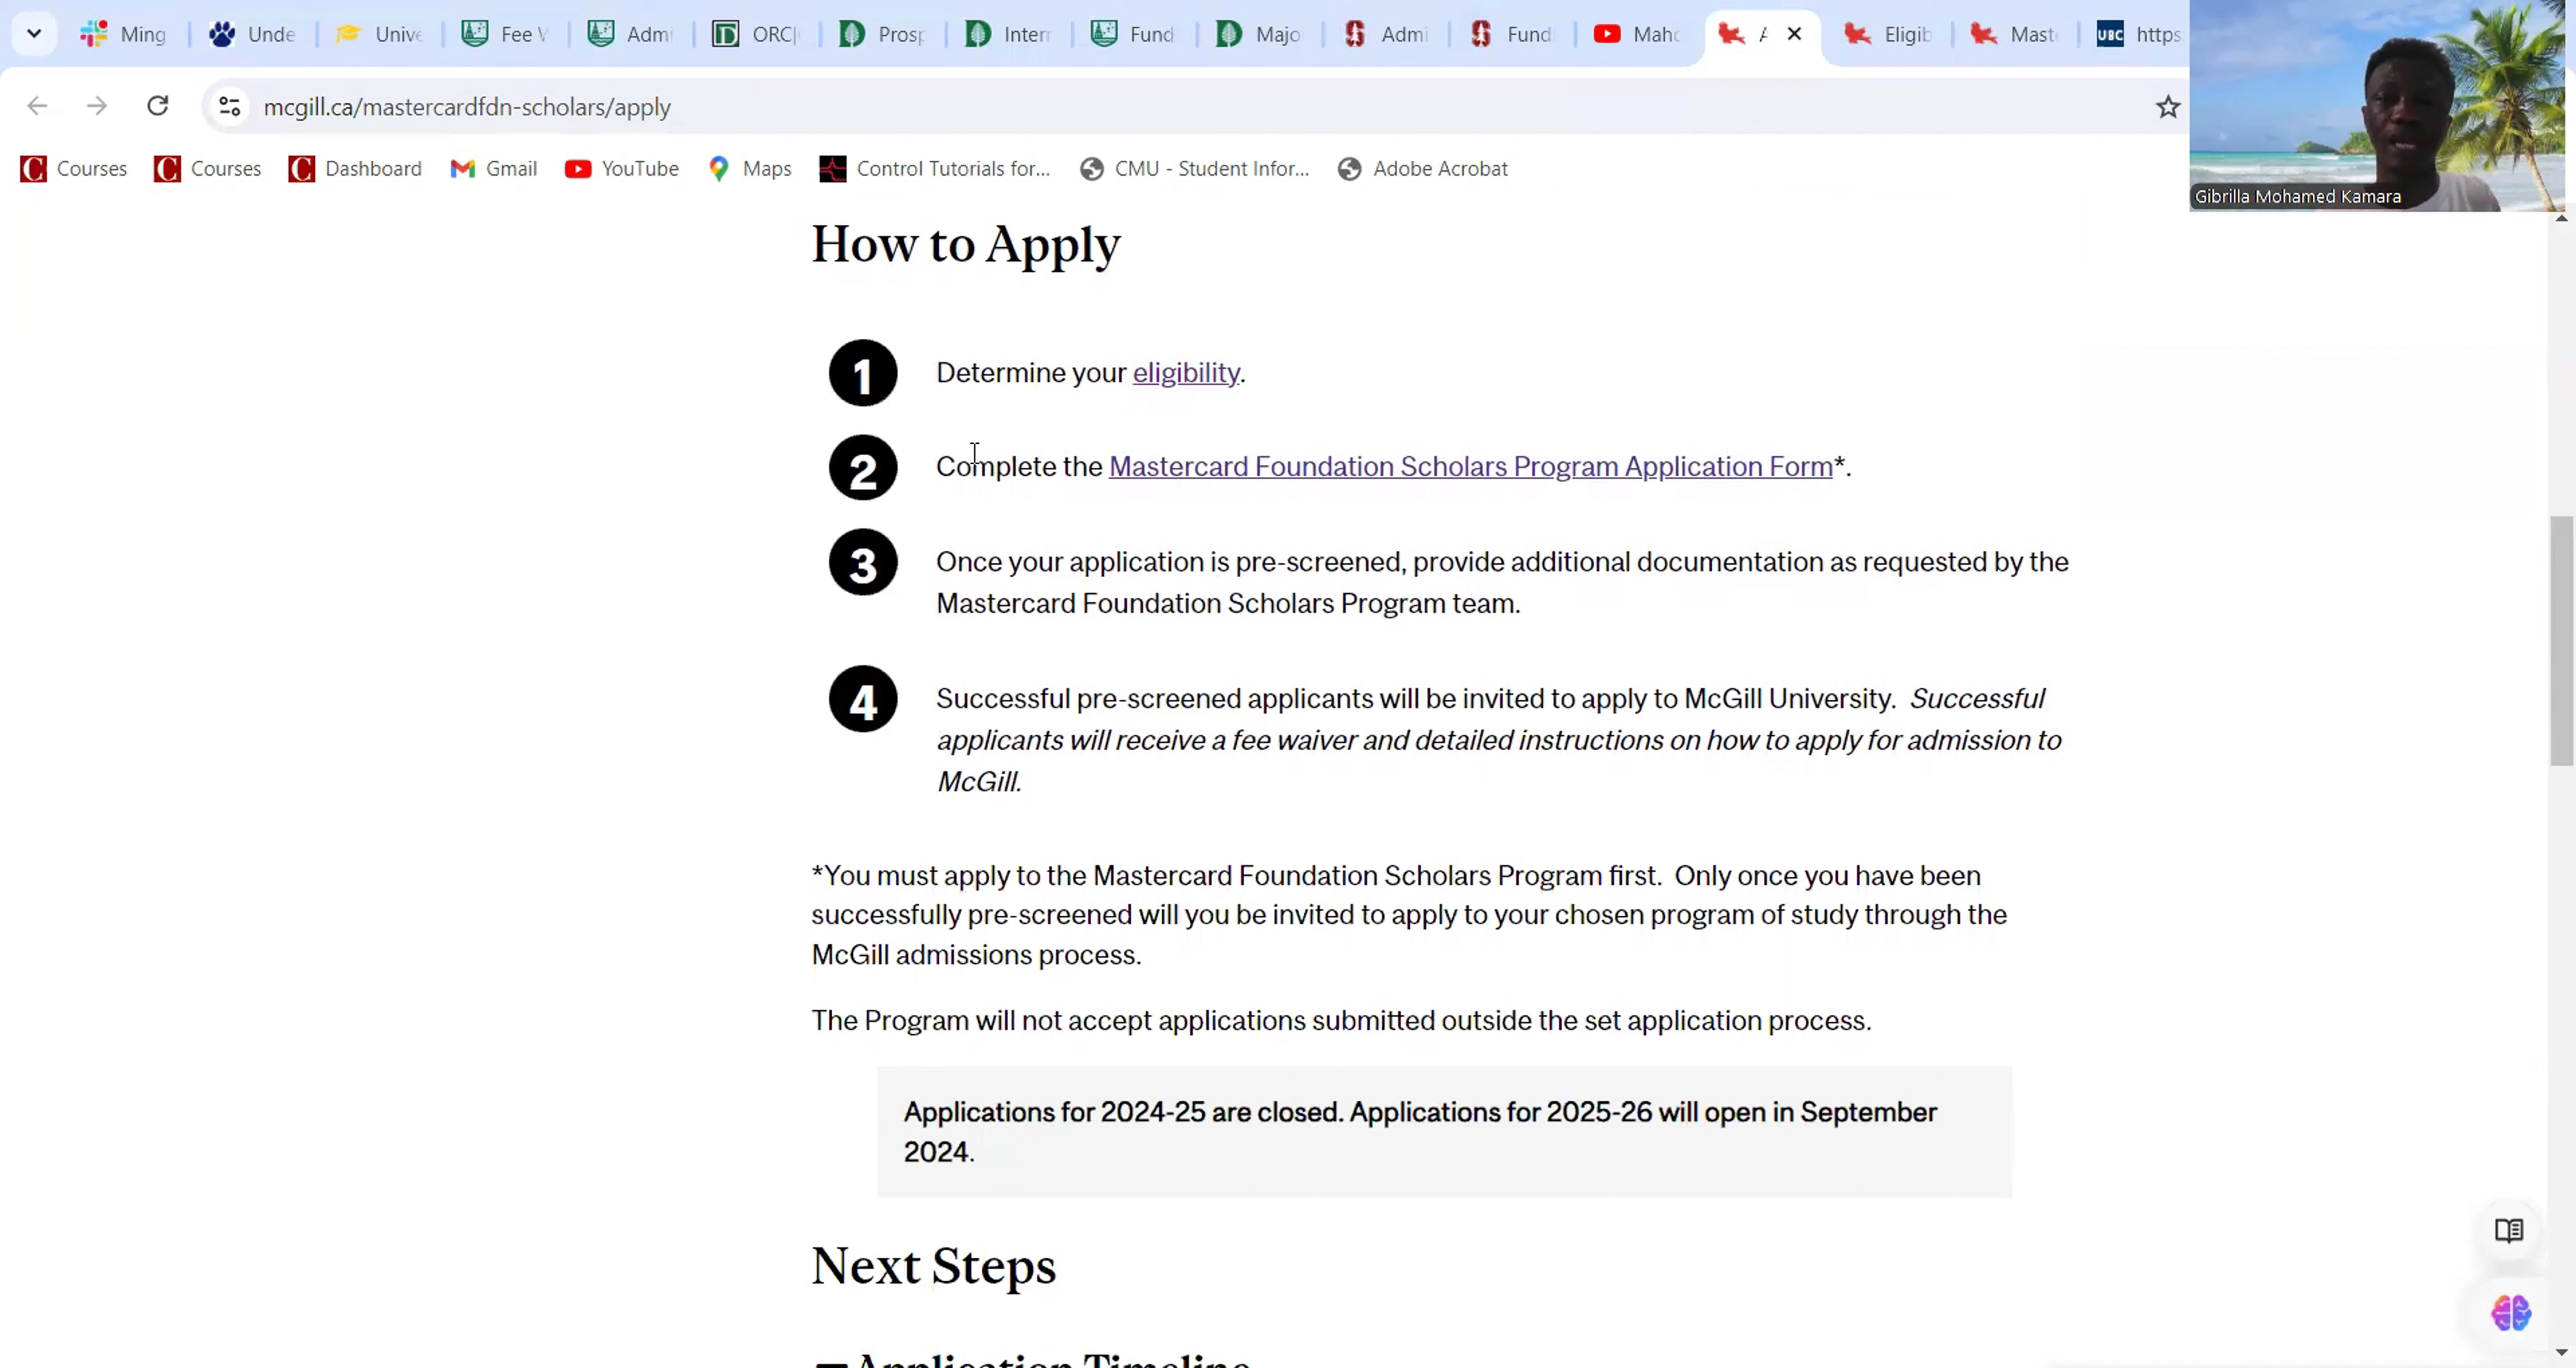 Ming
Unde
Unive
Fee W
Admi
ORC|
Prosp
Intern
Fund
Majo
Admi
Fund
Maho
Eligib
Mast
UBC https
mcgill.ca/mastercardfdn-scholars/apply
Courses
Courses
Dashboard
Gmail
YouTube
Maps
Control Tutorials for...
CMU - Student Infor...
Adobe Acrobat
Gibrilla Mohamed Kamara
How to Apply
1 Determine your eligibility.
2 Complete the Mastercard Foundation Scholars Program Application Form*.
3 Once your application is pre-screened, provide additional documentation as requested by the
Mastercard Foundation Scholars Program team.
4 Successful pre-screened applicants will be invited to apply to McGill University. Successful
applicants will receive a fee waiver and detailed instructions on how to apply for admission to
McGill.
*You must apply to the Mastercard Foundation Scholars Program first. Only once you have been
successfully pre-screened will you be invited to apply to your chosen program of study through the
McGill admissions process.
The Program will not accept applications submitted outside the set application process.
Applications for 2024-25 are closed. Applications for 2025-26 will open in September
2024.
Next Steps
Application Timeline